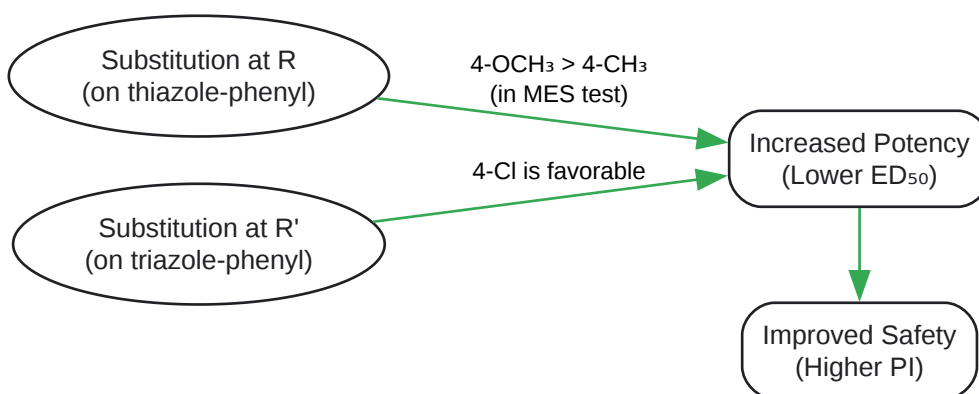 Substitution at R
(on thiazole-phenyl)
4-OCH₃ > 4-CH₃
(in MES test)
Increased Potency
(Lower ED₅₀)
4-Cl is favorable
Substitution at R'
(on triazole-phenyl)
Improved Safety
(Higher PI)